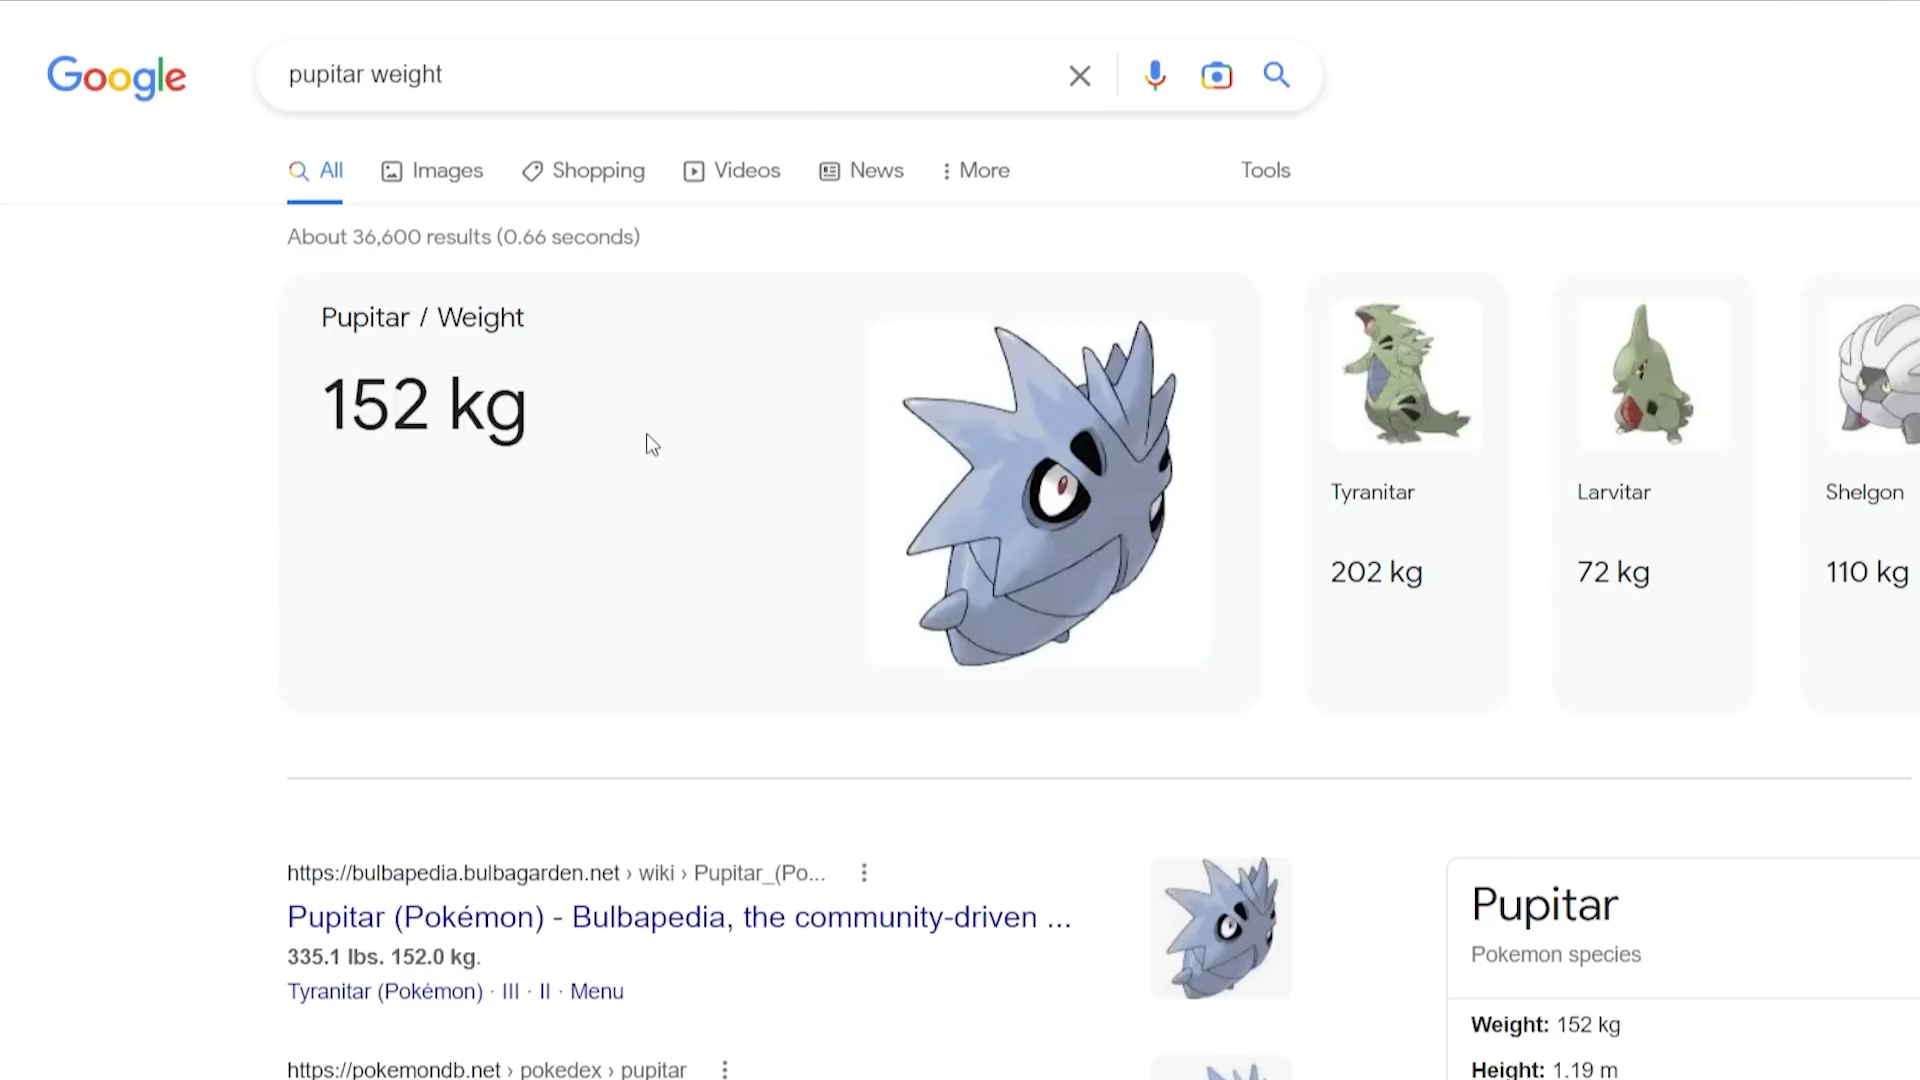 Google
pupitar weight
All Images Shopping Videos News More Tools
About 36,600 results (0.66 seconds)
Pupitar / Weight
152 kg
Tyranitar
202 kg
Larvitar
72 kg
Shelgon
110 kg
https://bulbapedia.bulbagarden.net › wiki › Pupitar_(Po...
Pupitar (Pokémon) - Bulbapedia, the community-driven ...
335.1 lbs. 152.0 kg.
Tyranitar (Pokémon) · III · II · Menu
https://pokemondb.net › pokedex › pupitar
Pupitar
Pokemon species
Weight: 152 kg
Height: 1.19 m